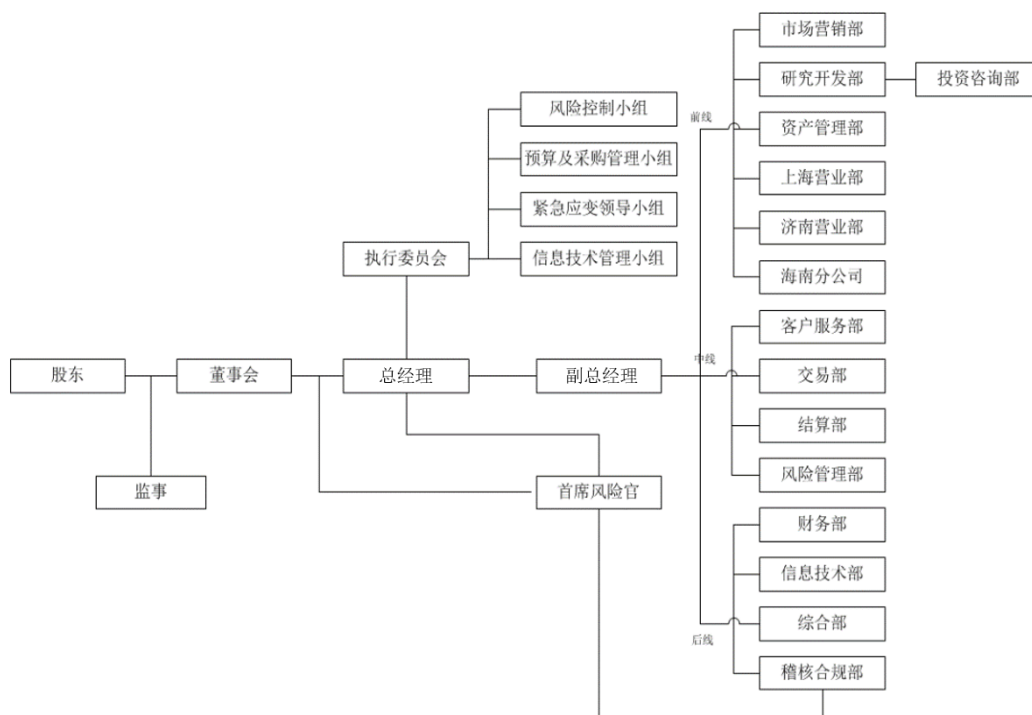 市场营销部
研究开发部
投资咨询部
风险控制小组
前线
资产管理部
预算及采购管理小组
上海营业部
紧急应变领导小组
济南营业部
执行委员会
信息技术管理小组
海南分公司
客户服务部
中线
股东
董事会
总经理
副总经理
交易部
结算部
监事
首席风险官
风险管理部
财务部
信息技术部
综合部
后线
稽核合规部